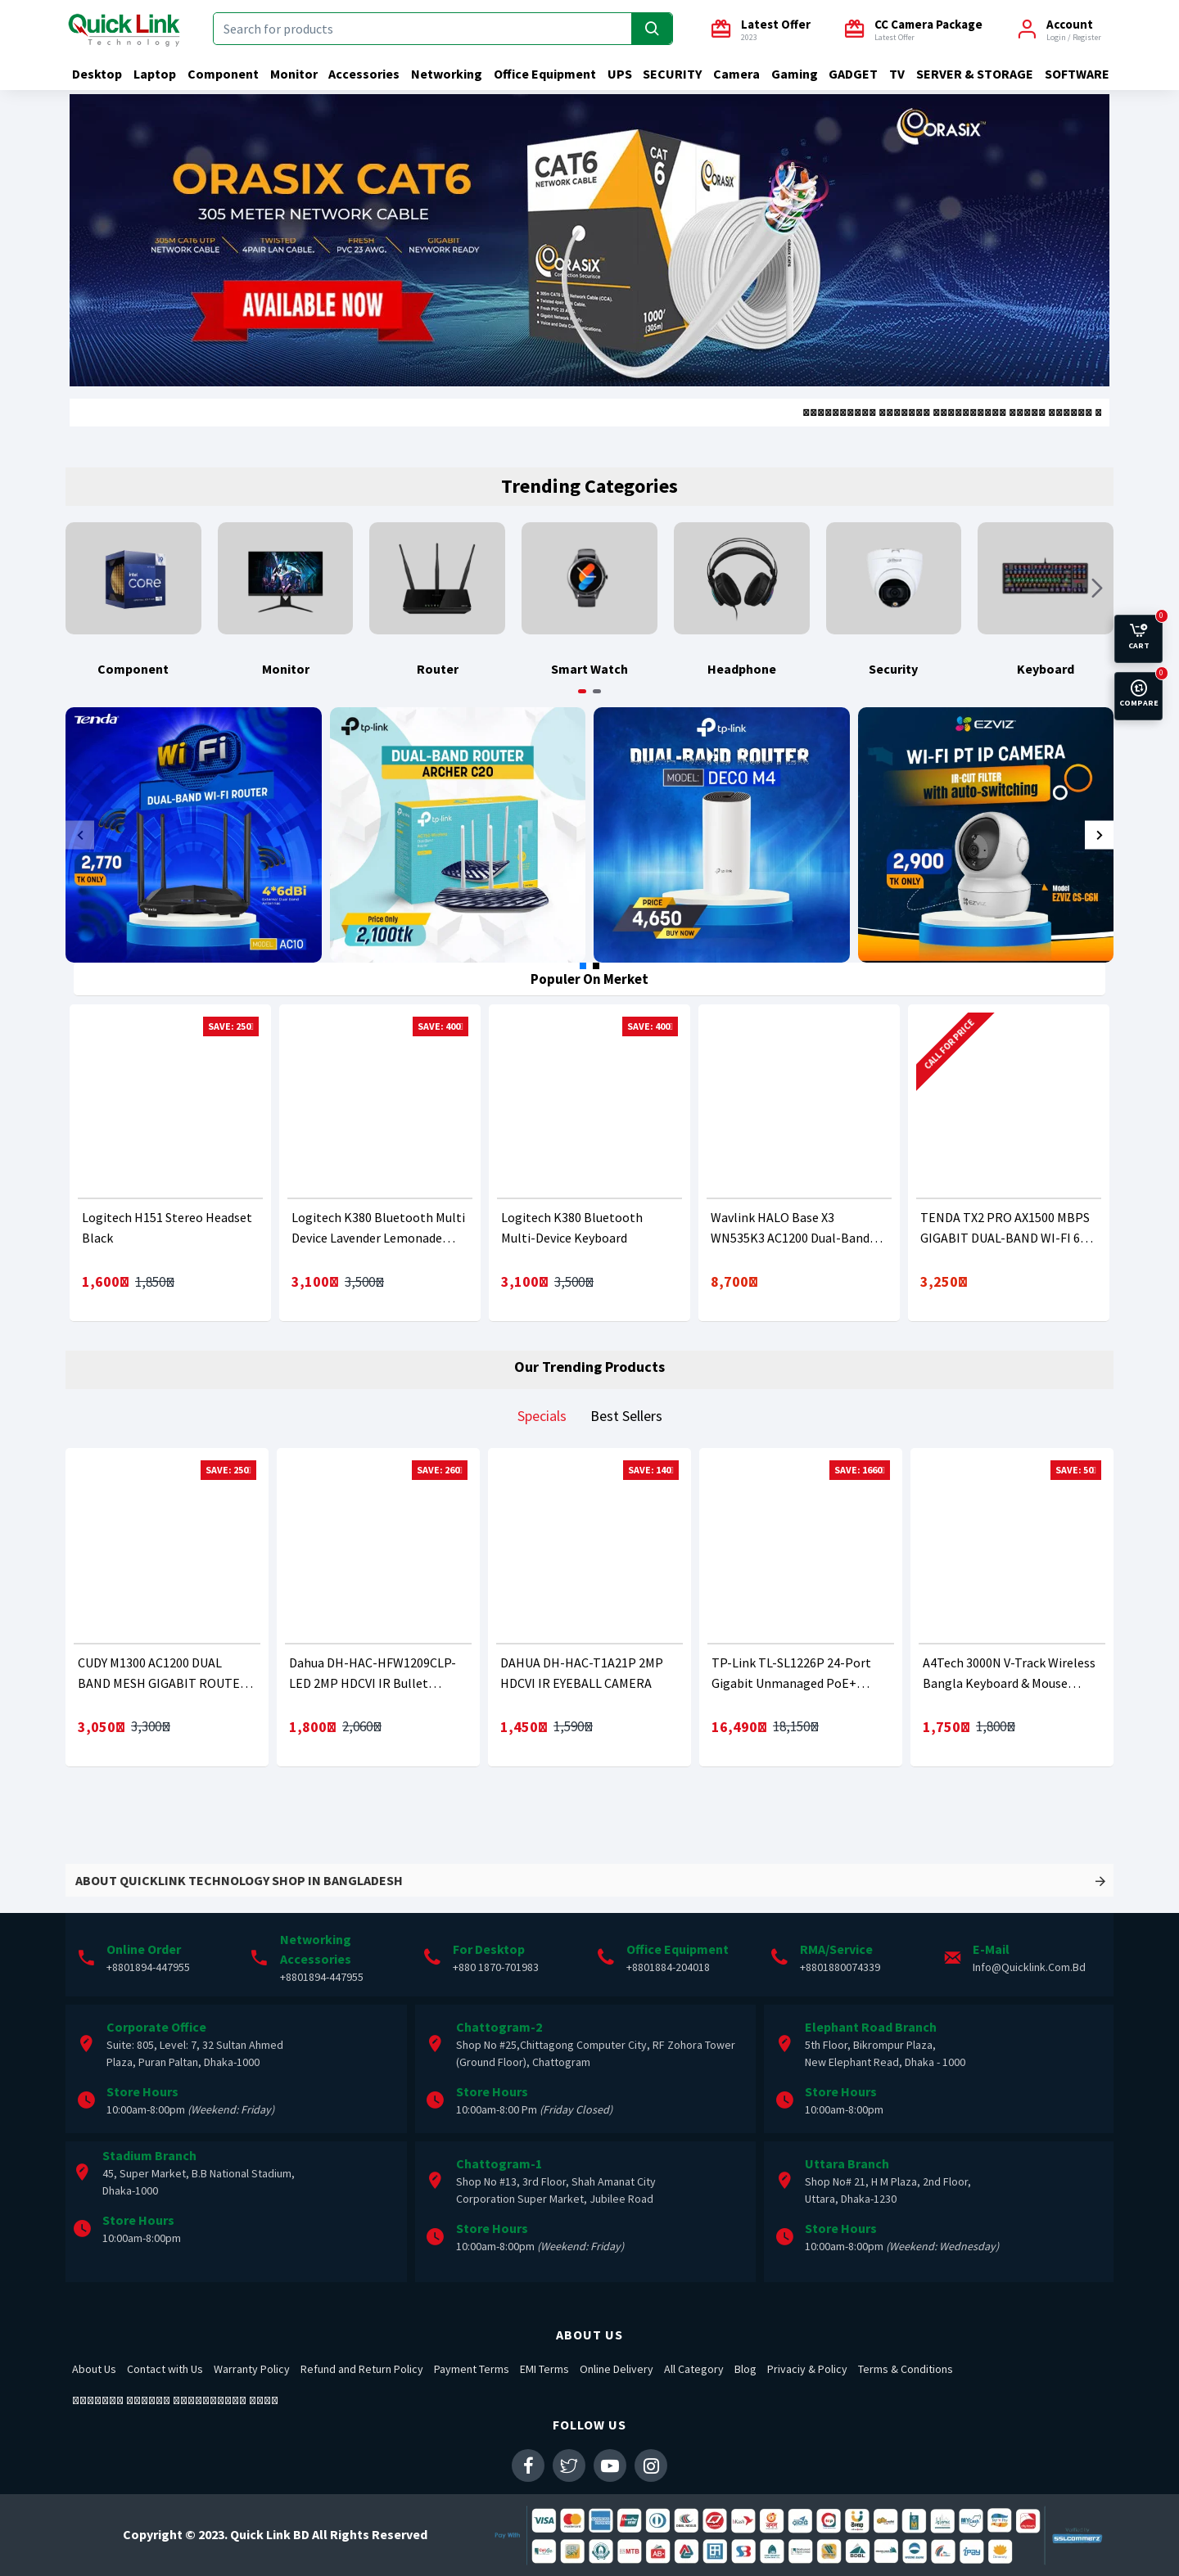 Quick Link
Technology
Search for products
Latest Offer
2023
CC Camera Package
Latest Offer
Account
Login / Register
Desktop Laptop Component Monitor Accessories Networking Office Equipment UPS SECURITY Camera Gaming GADGET TV SERVER & STORAGE SOFTWARE
ORASIX
ORASIX CAT6
305 METER NETWORK CABLE
305M CAT6 UTP NETWORK CABLE
TWISTED 4PAIR LAN CABLE.
FRESH PVC 23 AWG.
GIGABIT NEYWORK READY
AVAILABLE NOW
CAT6
NETWORK CABLE
CAT 6
ORASIX
1000'
(305m)
Trending Categories
Component
Monitor
Router
Smart Watch
Headphone
Security
Keyboard
0
CART
0
COMPARE
Tenda
WiFi
DUAL-BAND WI-FI ROUTER
2,770
TK ONLY
4*6dBi
MODEL: AC10
tp-link
DUAL-BAND ROUTER
ARCHER C20
Price Only
2,100tk
tp-link
DUAL-BAND ROUTER
MODEL: DECO M4
PRICE
4,650
BUY NOW
EZVIZ
WI-FI PT IP CAMERA
IR-CUT FILTER
with auto-switching
2,900
TK ONLY
Model
EZVIZ CS-C6N
Populer On Merket
SAVE: 250
SAVE: 400
SAVE: 400
CALL FOR PRICE
Logitech H151 Stereo Headset Black
1,600 1,850
Logitech K380 Bluetooth Multi Device Lavender Lemonade…
3,100 3,500
Logitech K380 Bluetooth Multi-Device Keyboard
3,100 3,500
Wavlink HALO Base X3 WN535K3 AC1200 Dual-Band…
8,700
TENDA TX2 PRO AX1500 MBPS GIGABIT DUAL-BAND WI-FI 6…
3,250
Our Trending Products
Specials Best Sellers
SAVE: 250
SAVE: 260
SAVE: 140
SAVE: 1660
SAVE: 50
CUDY M1300 AC1200 DUAL BAND MESH GIGABIT ROUTE…
3,050 3,300
Dahua DH-HAC-HFW1209CLP-LED 2MP HDCVI IR Bullet…
1,800 2,060
DAHUA DH-HAC-T1A21P 2MP HDCVI IR EYEBALL CAMERA
1,450 1,590
TP-Link TL-SL1226P 24-Port Gigabit Unmanaged PoE+…
16,490 18,150
A4Tech 3000N V-Track Wireless Bangla Keyboard & Mouse…
1,750 1,800
ABOUT QUICKLINK TECHNOLOGY SHOP IN BANGLADESH
Online Order
+8801894-447955
Networking Accessories
+8801894-447955
For Desktop
+880 1870-701983
Office Equipment
+8801884-204018
RMA/Service
+8801880074339
E-Mail
Info@Quicklink.Com.Bd
Corporate Office
Suite: 805, Level: 7, 32 Sultan Ahmed
Plaza, Puran Paltan, Dhaka-1000
Store Hours
10:00am-8:00pm (Weekend: Friday)
Chattogram-2
Shop No #25,Chittagong Computer City, RF Zohora Tower
(Ground Floor), Chattogram
Store Hours
10:00am-8:00 Pm (Friday Closed)
Elephant Road Branch
5th Floor, Bikrompur Plaza,
New Elephant Read, Dhaka - 1000
Store Hours
10:00am-8:00pm
Stadium Branch
45, Super Market, B.B National Stadium,
Dhaka-1000
Store Hours
10:00am-8:00pm
Chattogram-1
Shop No #13, 3rd Floor, Shah Amanat City
Corporation Super Market, Jubilee Road
Store Hours
10:00am-8:00pm (Weekend: Friday)
Uttara Branch
Shop No# 21, H M Plaza, 2nd Floor,
Uttara, Dhaka-1230
Store Hours
10:00am-8:00pm (Weekend: Wednesday)
ABOUT US
About Us Contact with Us Warranty Policy Refund and Return Policy Payment Terms EMI Terms Online Delivery All Category Blog Privaciy & Policy Terms & Conditions
FOLLOW US
Copyright © 2023. Quick Link BD All Rights Reserved
Pay With
VISA
SSLCOMMERZ